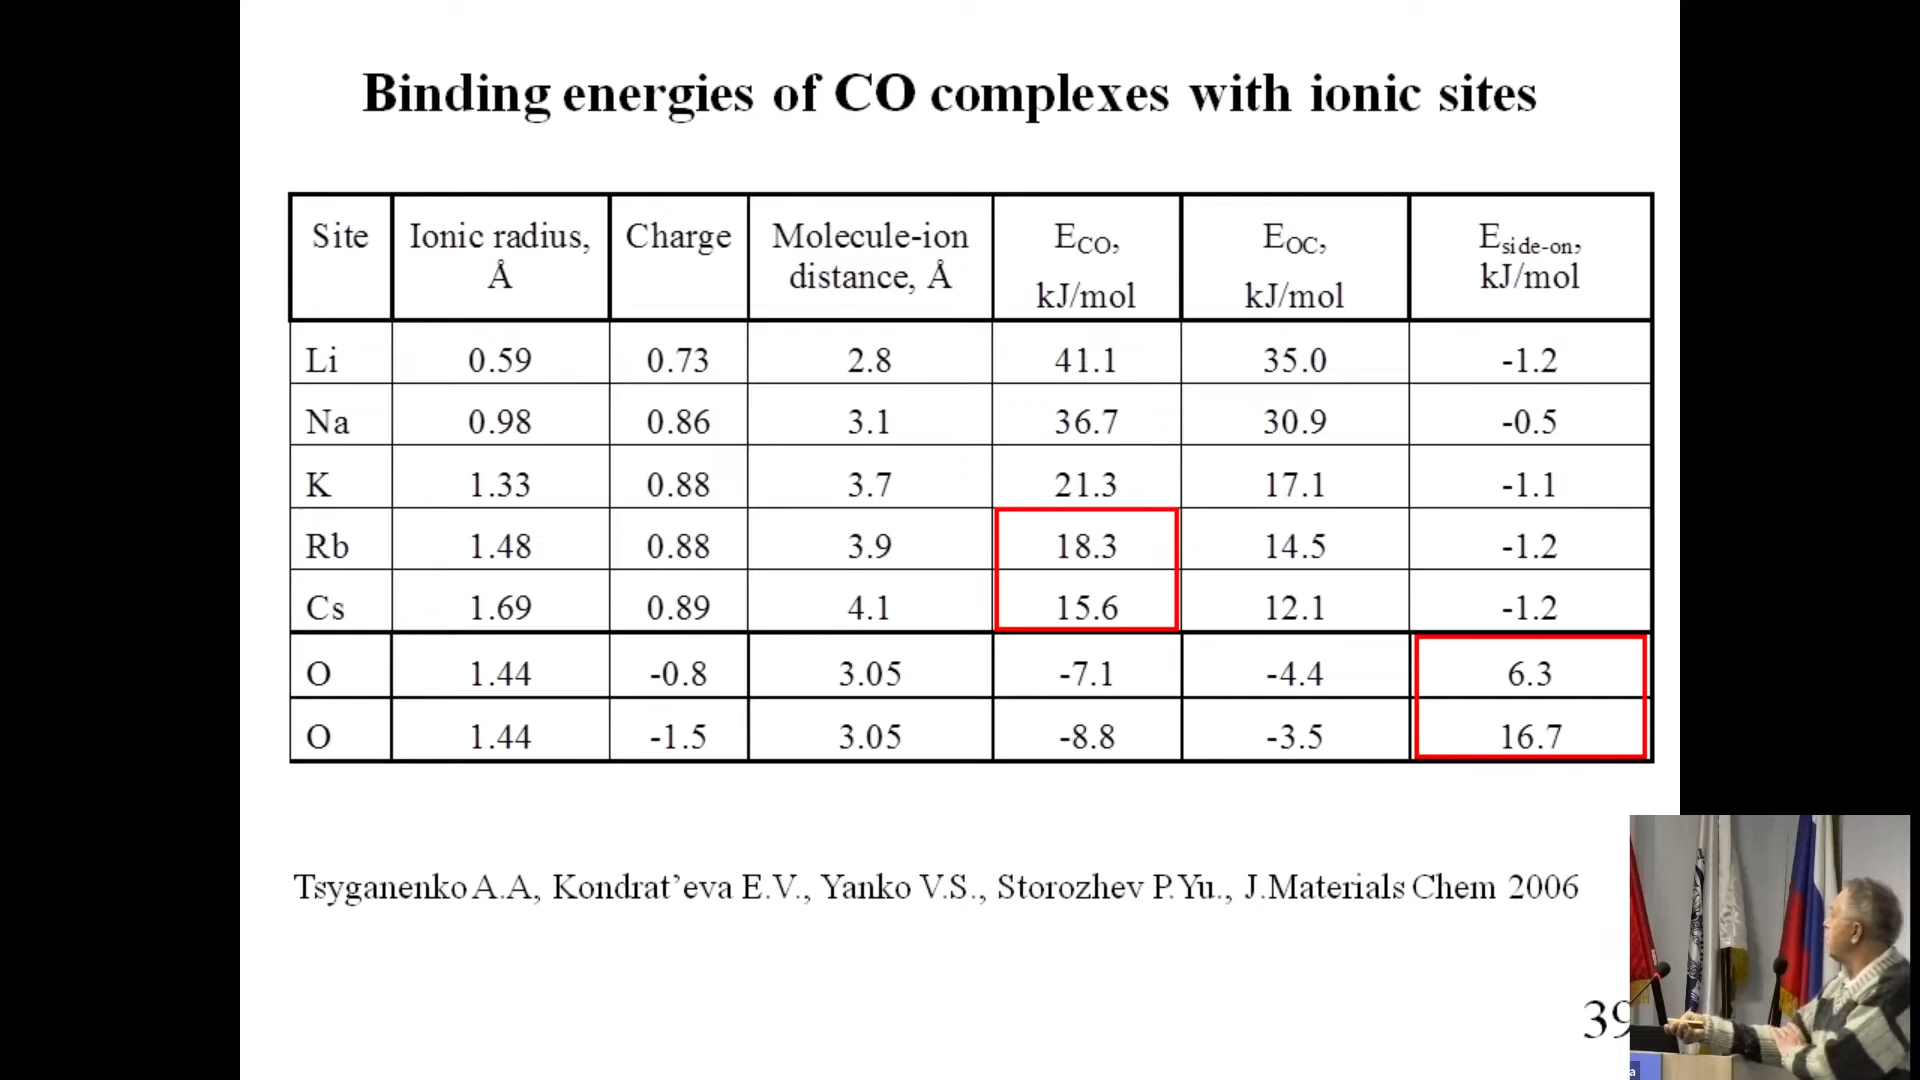 Binding energies of CO complexes with ionic sites
Site Ionic radius, Å Charge Molecule-ion distance, Å E_CO, kJ/mol E_OC, kJ/mol E_side-on, kJ/mol
Li 0.59 0.73 2.8 41.1 35.0 -1.2
Na 0.98 0.86 3.1 36.7 30.9 -0.5
K 1.33 0.88 3.7 21.3 17.1 -1.1
Rb 1.48 0.88 3.9 18.3 14.5 -1.2
Cs 1.69 0.89 4.1 15.6 12.1 -1.2
O 1.44 -0.8 3.05 -7.1 -4.4 6.3
O 1.44 -1.5 3.05 -8.8 -3.5 16.7
Tsyganenko A.A, Kondrat’eva E.V., Yanko V.S., Storozhev P.Yu., J.Materials Chem 2006
39